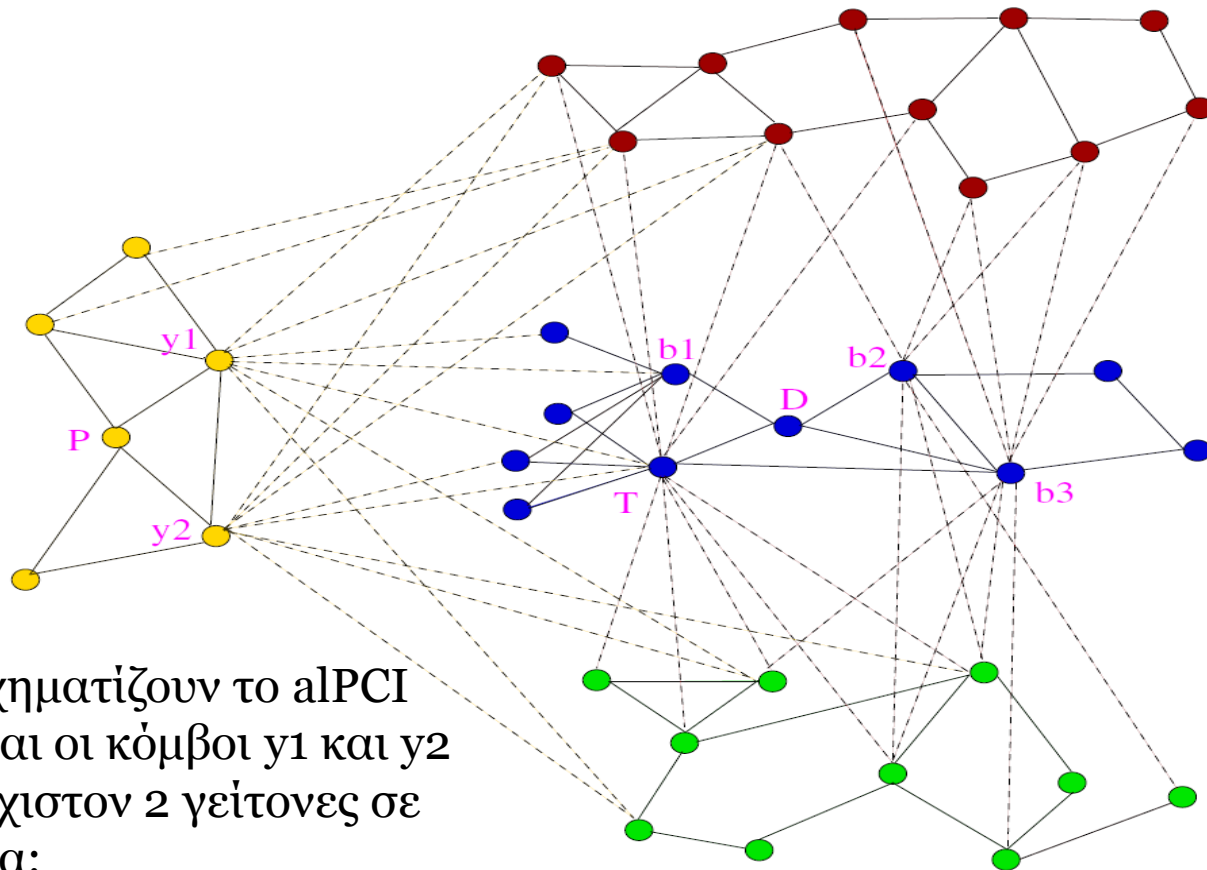 y1
b1
b2
D
P
T
b3
y2
χηματίζουν το alPCI
αι οι κόμβοι y1 και y2
χιστον 2 γείτονες σε
α: